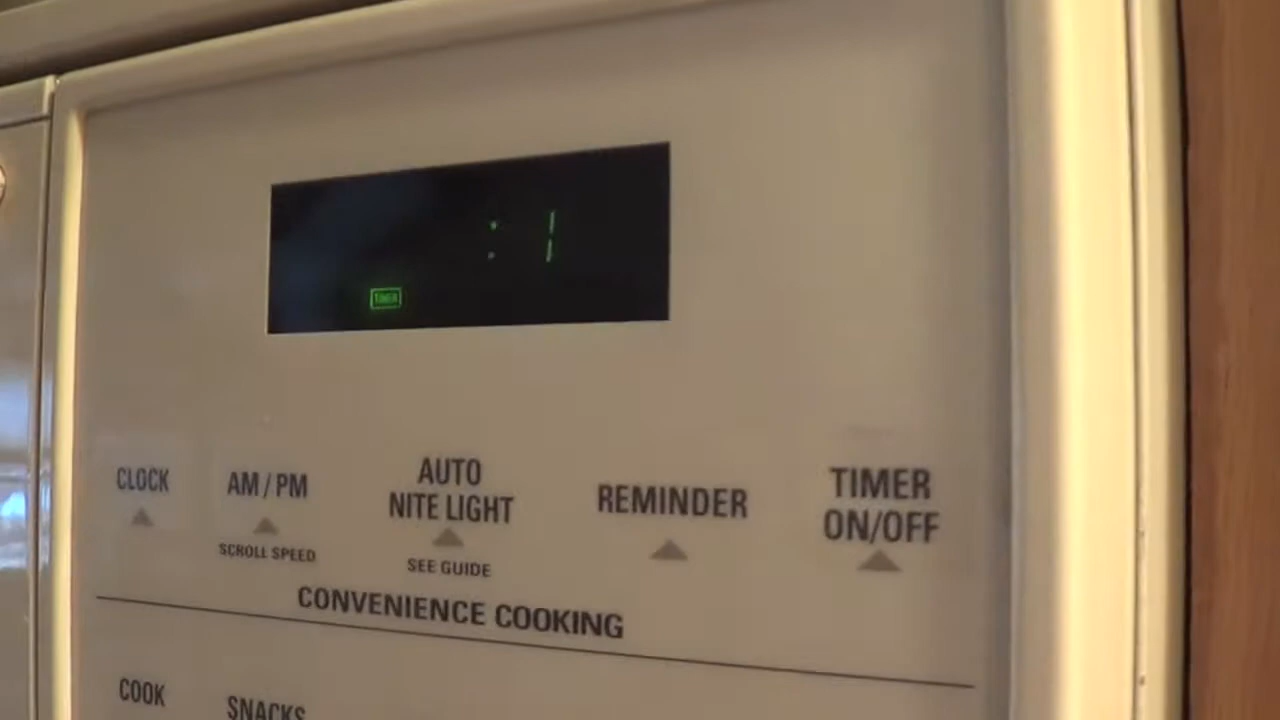 : 1
TIMER
CLOCK
AM / PM
SCROLL SPEED
AUTO
NITE LIGHT
SEE GUIDE
REMINDER
TIMER
ON/OFF
CONVENIENCE COOKING
COOK
SNACKS